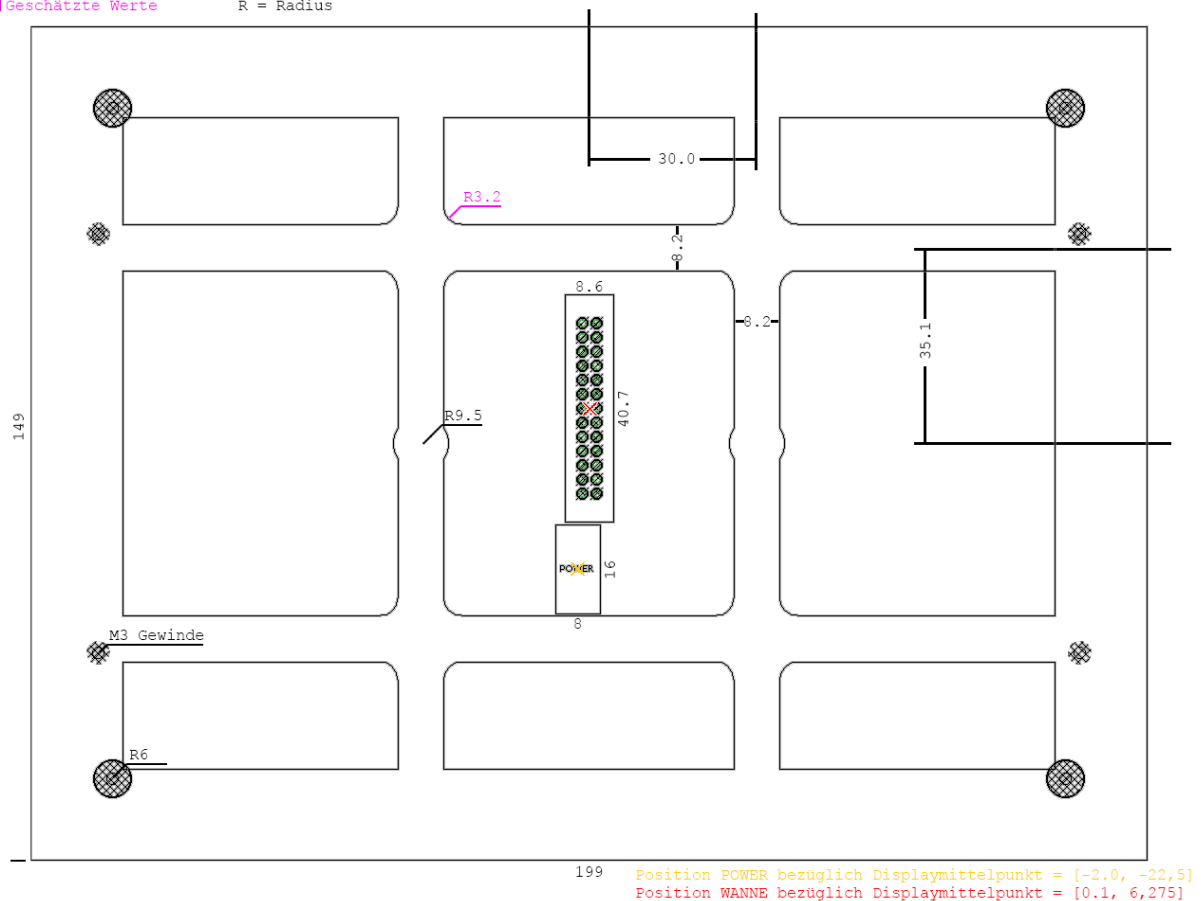 Geschätzte Werte
R = Radius
30.0
R3.2
8.2
8.6
8.2
35.1
40.7
149
R9.5
POWER
16
8
M3 Gewinde
R6
199
Position POWER bezüglich Displaymittelpunkt = [-2.0, -22,5]
Position WANNE bezüglich Displaymittelpunkt = [0.1, 6,275]